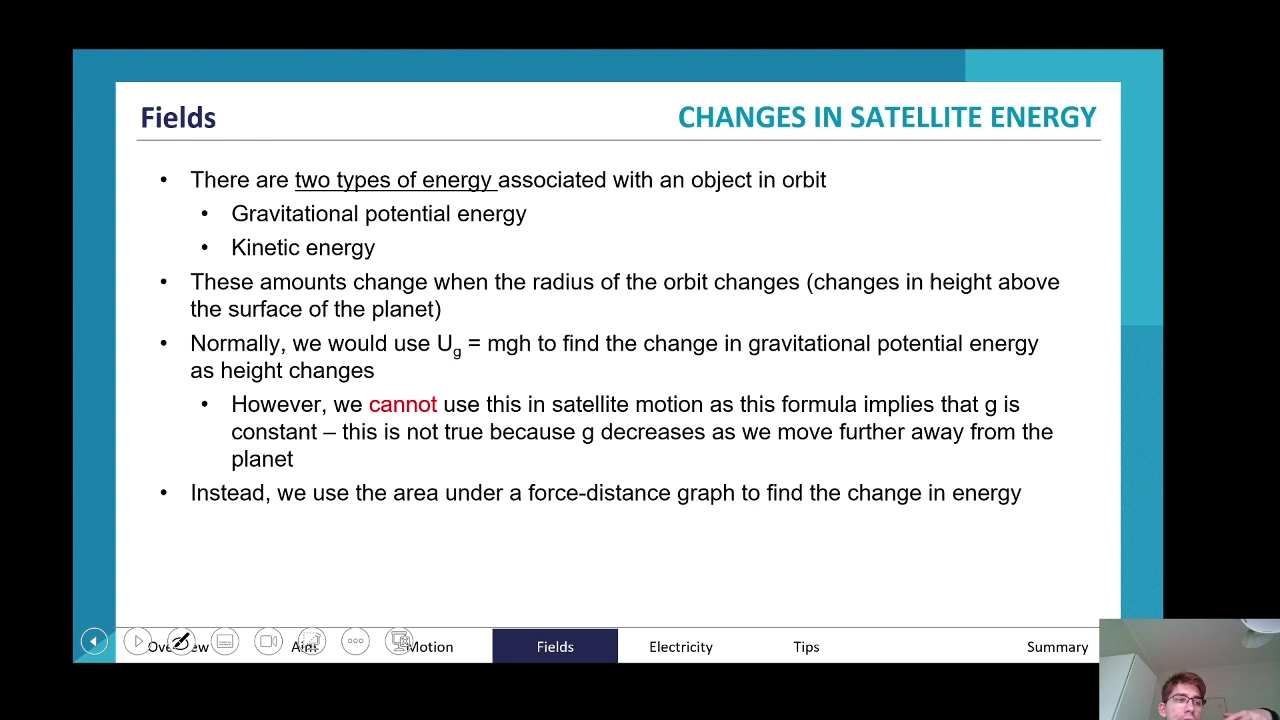 Fields
CHANGES IN SATELLITE ENERGY
• There are two types of energy associated with an object in orbit
• Gravitational potential energy
• Kinetic energy
• These amounts change when the radius of the orbit changes (changes in height above
the surface of the planet)
• Normally, we would use Ug = mgh to find the change in gravitational potential energy
as height changes
• However, we cannot use this in satellite motion as this formula implies that g is
constant – this is not true because g decreases as we move further away from the
planet
• Instead, we use the area under a force-distance graph to find the change in energy
Motion
Fields
Electricity
Tips
Summary